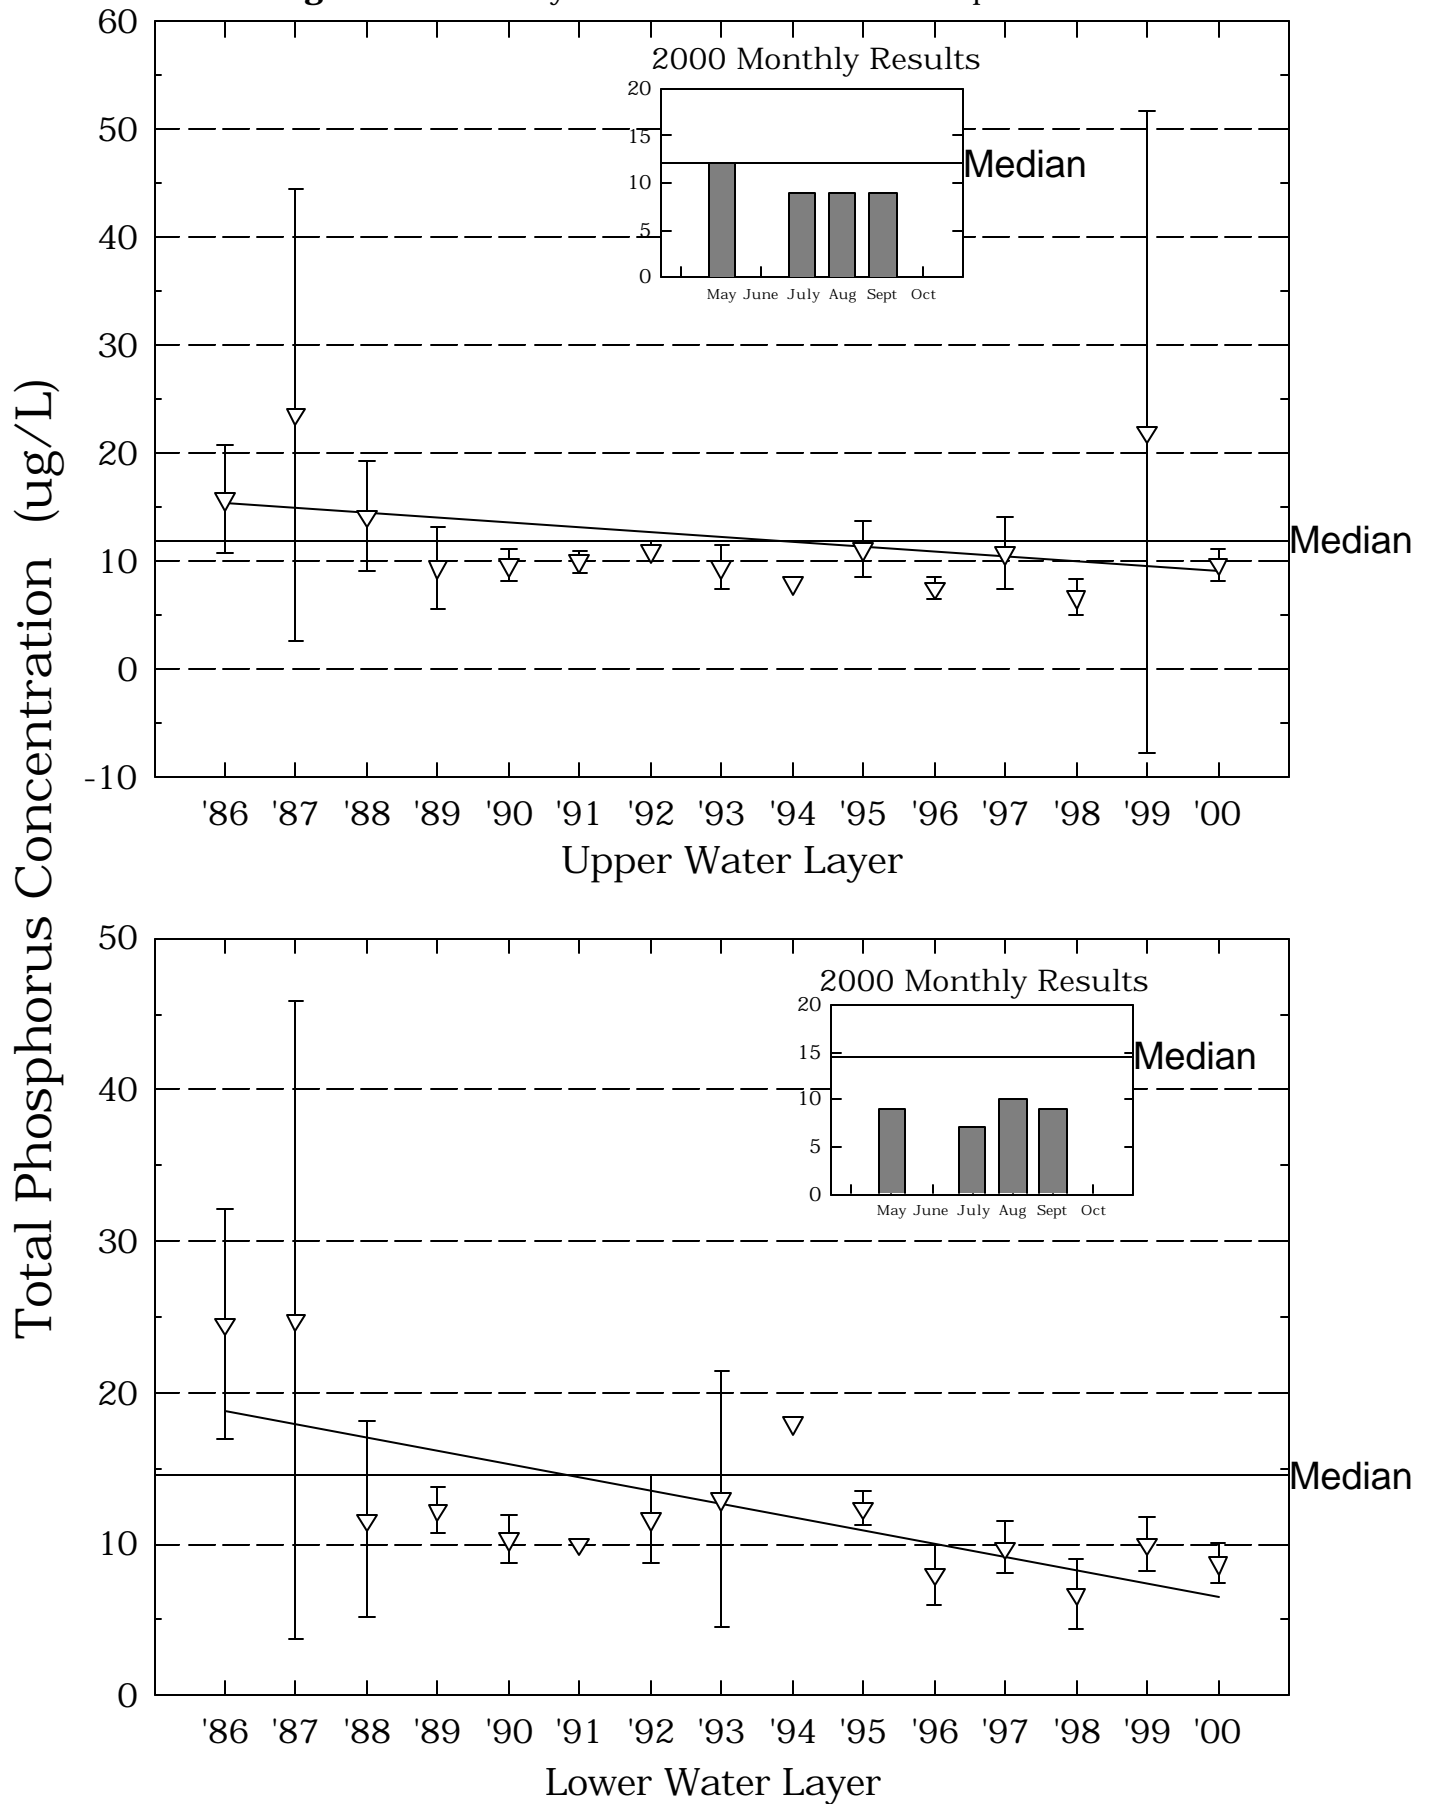 60
2000 Monthly Results
20
50
15
Median
10
40
5
0
May June July Aug Sept Oct
30
20
Median
10
0
-10
'86 '87 '88 '89 '90 '91 '92 '93 '94 '95 '96 '97 '98 '99 '00
Upper Water Layer
Total Phosphorus Concentration (ug/L)
50
2000 Monthly Results
20
15
Median
40
10
5
0
May June July Aug Sept Oct
30
20
Median
10
0
'86 '87 '88 '89 '90 '91 '92 '93 '94 '95 '96 '97 '98 '99 '00
Lower Water Layer